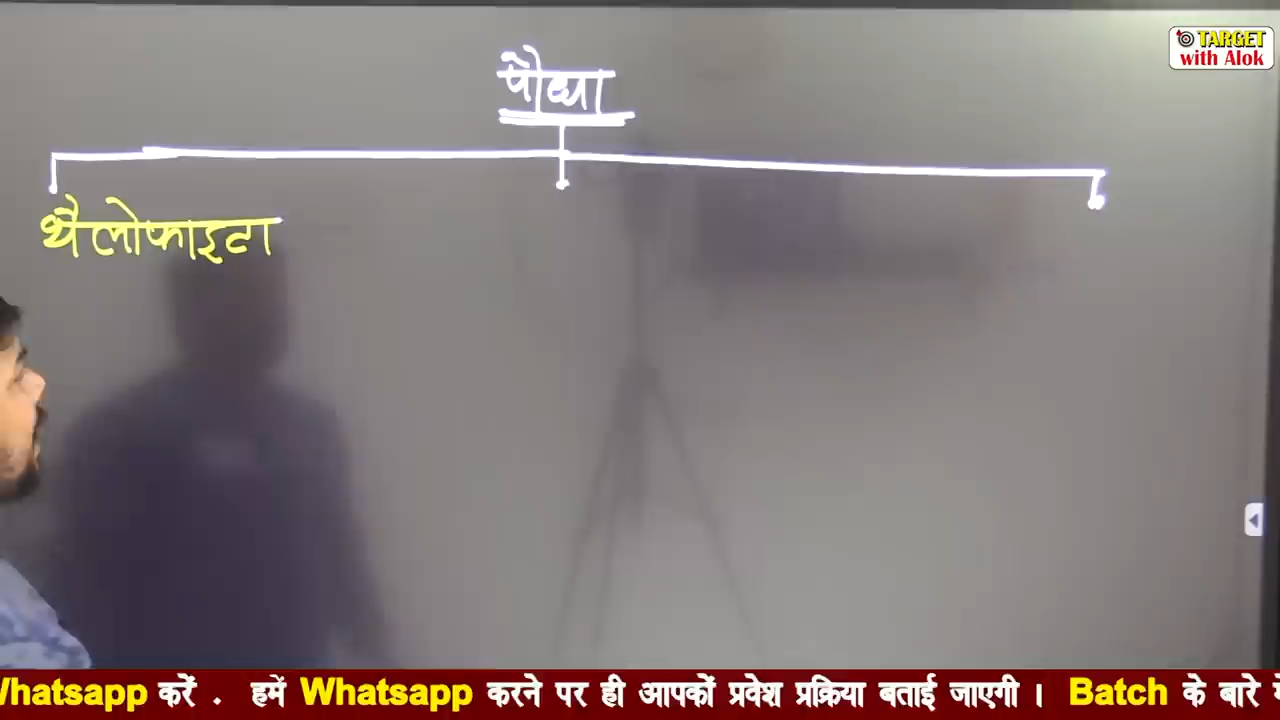 TARGET
with Alok
पौधा
थैलोफाइटा
Whatsapp करें . हमें Whatsapp करने पर ही आपकों प्रवेश प्रक्रिया बताई जाएगी । Batch के बारे